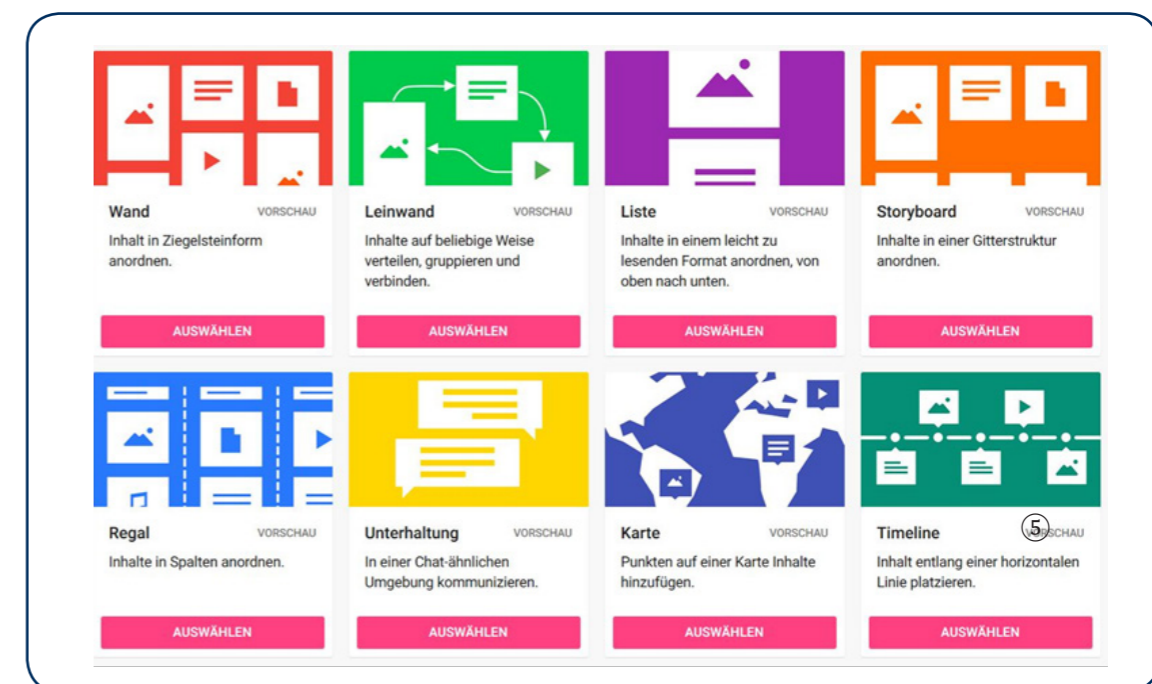 Wand VORSCHAU
Inhalt in Ziegelsteinform
anordnen.
AUSWÄHLEN
Leinwand VORSCHAU
Inhalte auf beliebige Weise
verteilen, gruppieren und
verbinden.
AUSWÄHLEN
Liste VORSCHAU
Inhalte in einem leicht zu
lesenden Format anordnen, von
oben nach unten.
AUSWÄHLEN
Storyboard VORSCHAU
Inhalte in einer Gitterstruktur
anordnen.
AUSWÄHLEN
Regal VORSCHAU
Inhalte in Spalten anordnen.
AUSWÄHLEN
Unterhaltung VORSCHAU
In einer Chat-ähnlichen
Umgebung kommunizieren.
AUSWÄHLEN
Karte VORSCHAU
Punkten auf einer Karte Inhalte
hinzufügen.
AUSWÄHLEN
Timeline VORSCHAU
⑤
Inhalt entlang einer horizontalen
Linie platzieren.
AUSWÄHLEN